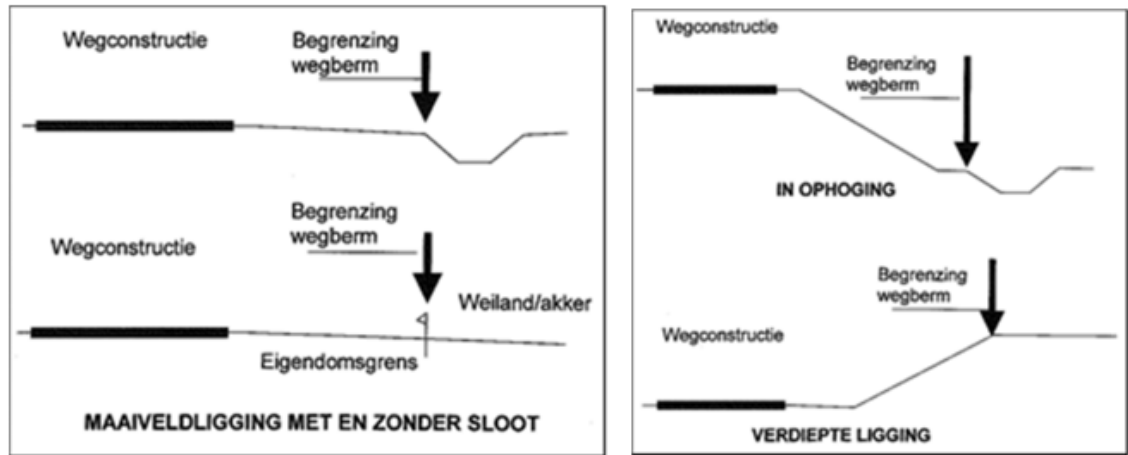 Wegconstructie
Begrenzing
wegberm
Wegconstructie
Begrenzing
wegberm
Weiland/akker
Eigendomsgrens
MAAIVELDLIGGING MET EN ZONDER SLOOT
Wegconstructie
Begrenzing
wegberm
IN OPHOGING
Begrenzing
wegberm
Wegconstructie
VERDIEPTE LIGGING